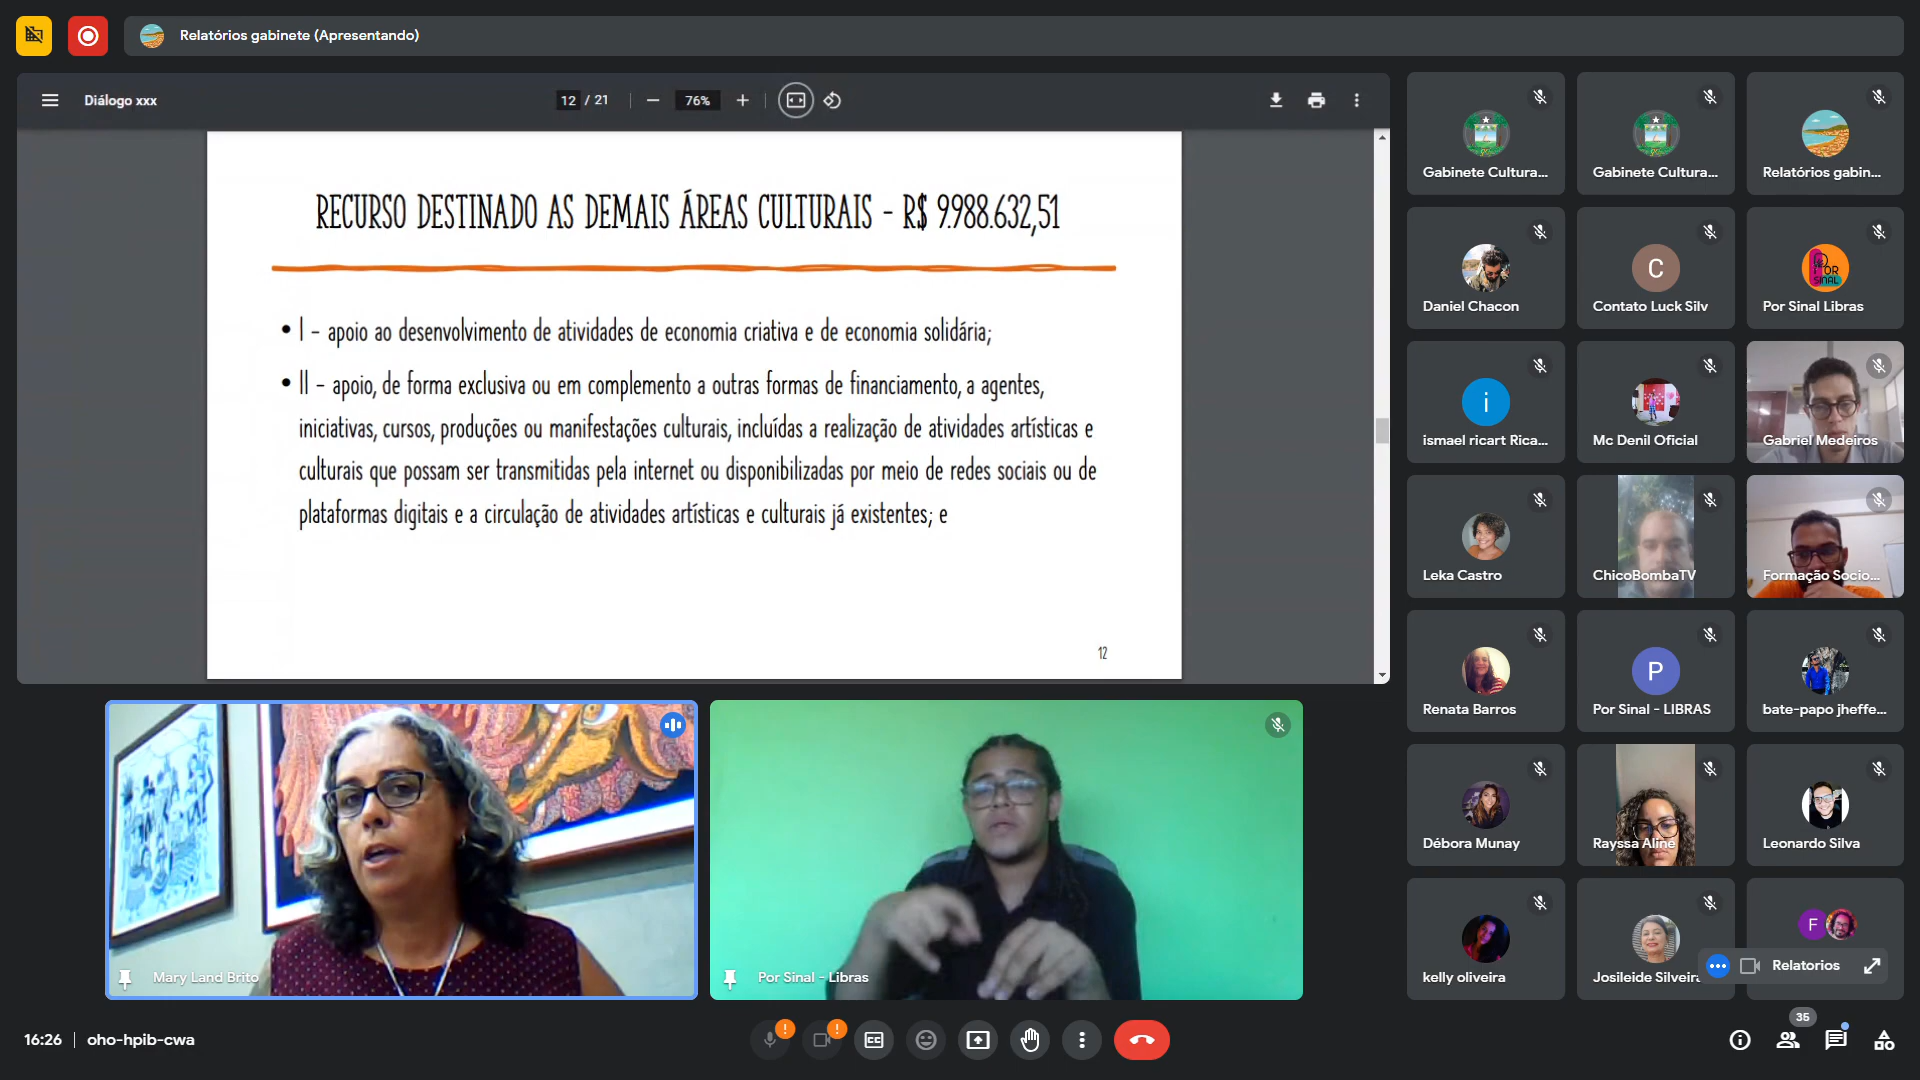 Relatórios gabinete (Apresentando)
Diálogo xxx
12 / 21
76%
RECURSO DESTINADO AS DEMAIS ÁREAS CULTURAIS - R$ 9.988.632,51
• I - apoio ao desenvolvimento de atividades de economia criativa e de economia solidária;
• II - apoio, de forma exclusiva ou em complemento a outras formas de financiamento, a agentes,
iniciativas, cursos, produções ou manifestações culturais, incluídas a realização de atividades artísticas e
culturais que possam ser transmitidas pela internet ou disponibilizadas por meio de redes sociais ou de
plataformas digitais e a circulação de atividades artísticas e culturais já existentes; e
12
Mary Land Brito
Por Sinal - Libras
Gabinete Cultura...
Gabinete Cultura...
Relatórios gabin...
Daniel Chacon
C
Contato Luck Silv
POR
SINAL
Por Sinal Libras
i
ismael ricart Rica...
Mc Denil Oficial
Gabriel Medeiros
Leka Castro
ChicoBombaTV
Formação Socio...
Renata Barros
P
Por Sinal - LIBRAS
bate-papo jheffe...
Débora Munay
Rayssa Aline
Leonardo Silva
kelly oliveira
Josileide Silveira
F
Relatorios
16:26
oho-hpib-cwa
35